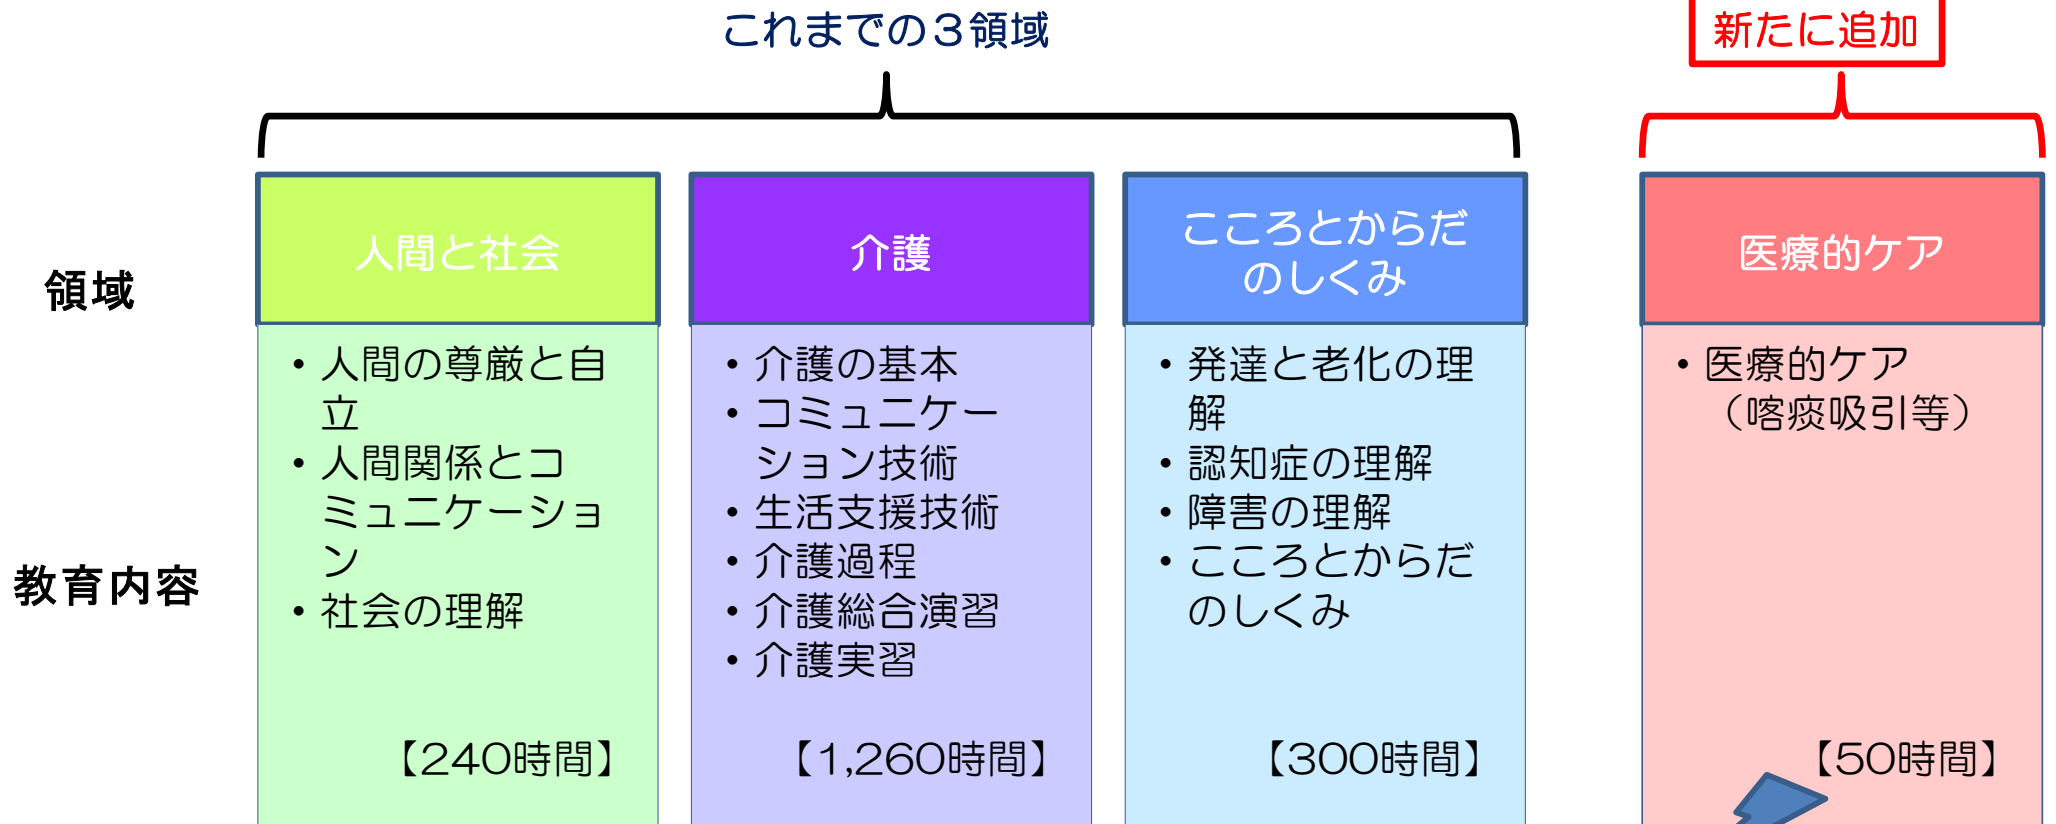 これまでの３領域
新たに追加
領域
人間と社会
介護
こころとからだ
のしくみ
医療的ケア
教育内容
・人間の尊厳と自
立
・人間関係とコ
ミュニケーショ
ン
・社会の理解
【240時間】
・介護の基本
・コミュニケー
ション技術
・生活支援技術
・介護過程
・介護総合演習
・介護実習
【1,260時間】
・発達と老化の理
解
・認知症の理解
・障害の理解
・こころとからだ
のしくみ
【300時間】
・医療的ケア
（喀痰吸引等）
【50時間】